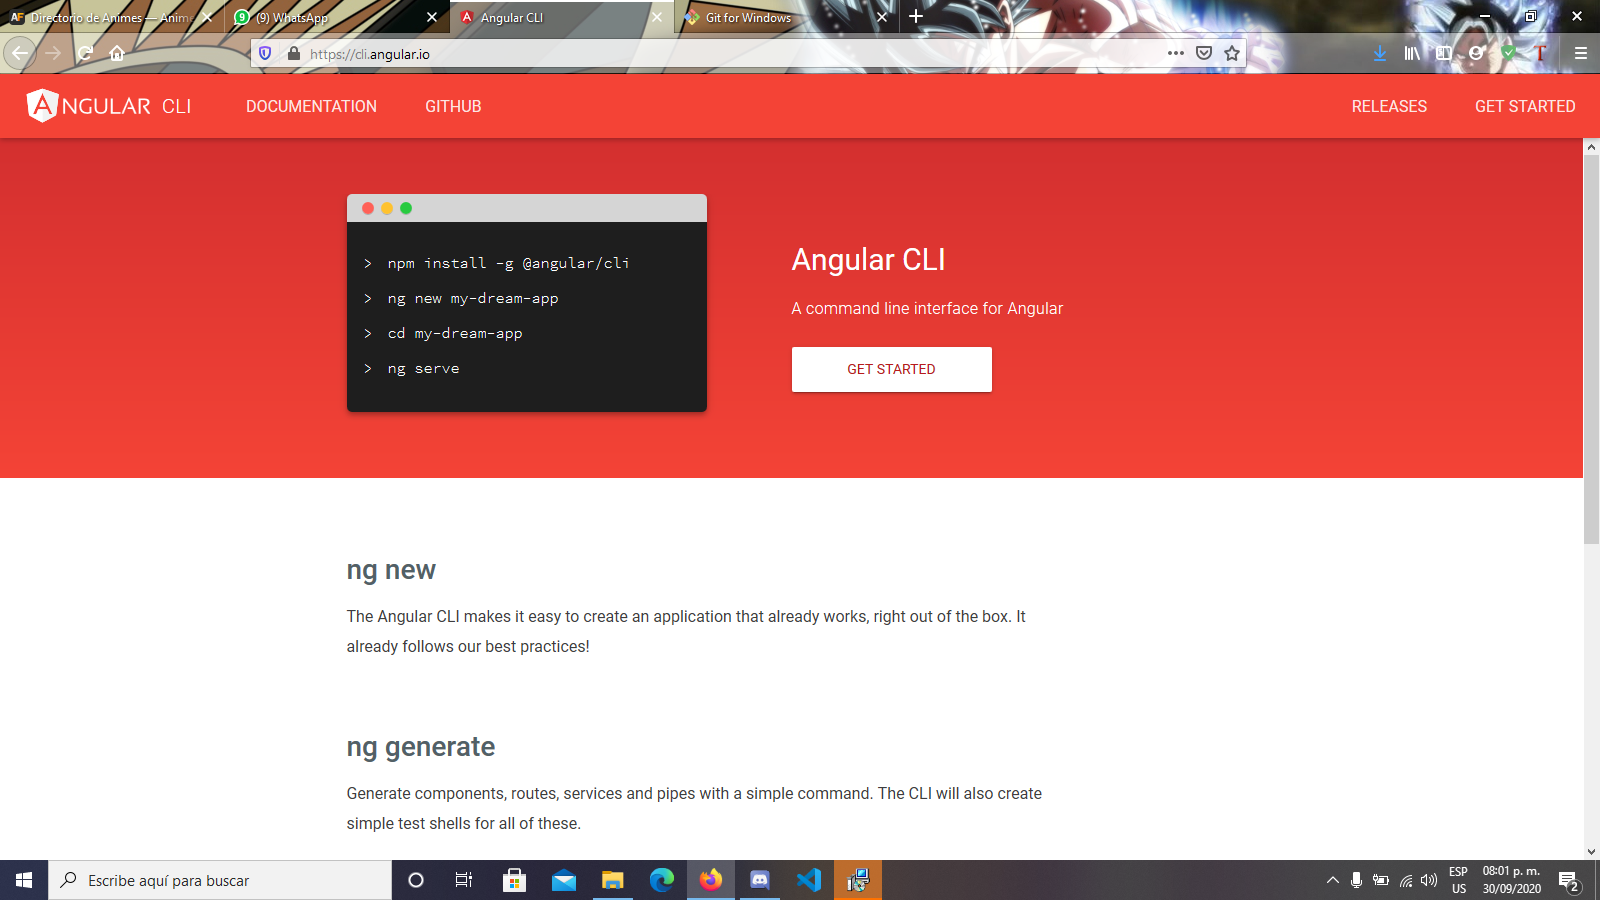 Directorio de Animes — Anim
(9) WhatsApp
Angular CLI
Git for Windows
https://cli.angular.io
ANGULAR CLI
DOCUMENTATION
GITHUB
RELEASES
GET STARTED
> npm install -g @angular/cli
> ng new my-dream-app
> cd my-dream-app
> ng serve
Angular CLI
A command line interface for Angular
GET STARTED
ng new
The Angular CLI makes it easy to create an application that already works, right out of the box. It
already follows our best practices!
ng generate
Generate components, routes, services and pipes with a simple command. The CLI will also create
simple test shells for all of these.
Escribe aquí para buscar
ESP
US
08:01 p. m.
30/09/2020
2